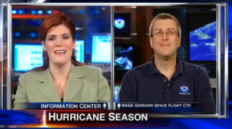 INFORMATION CENTER
NASA GODDARD SPACE FLIGHT CTR
HURRICANE SEASON